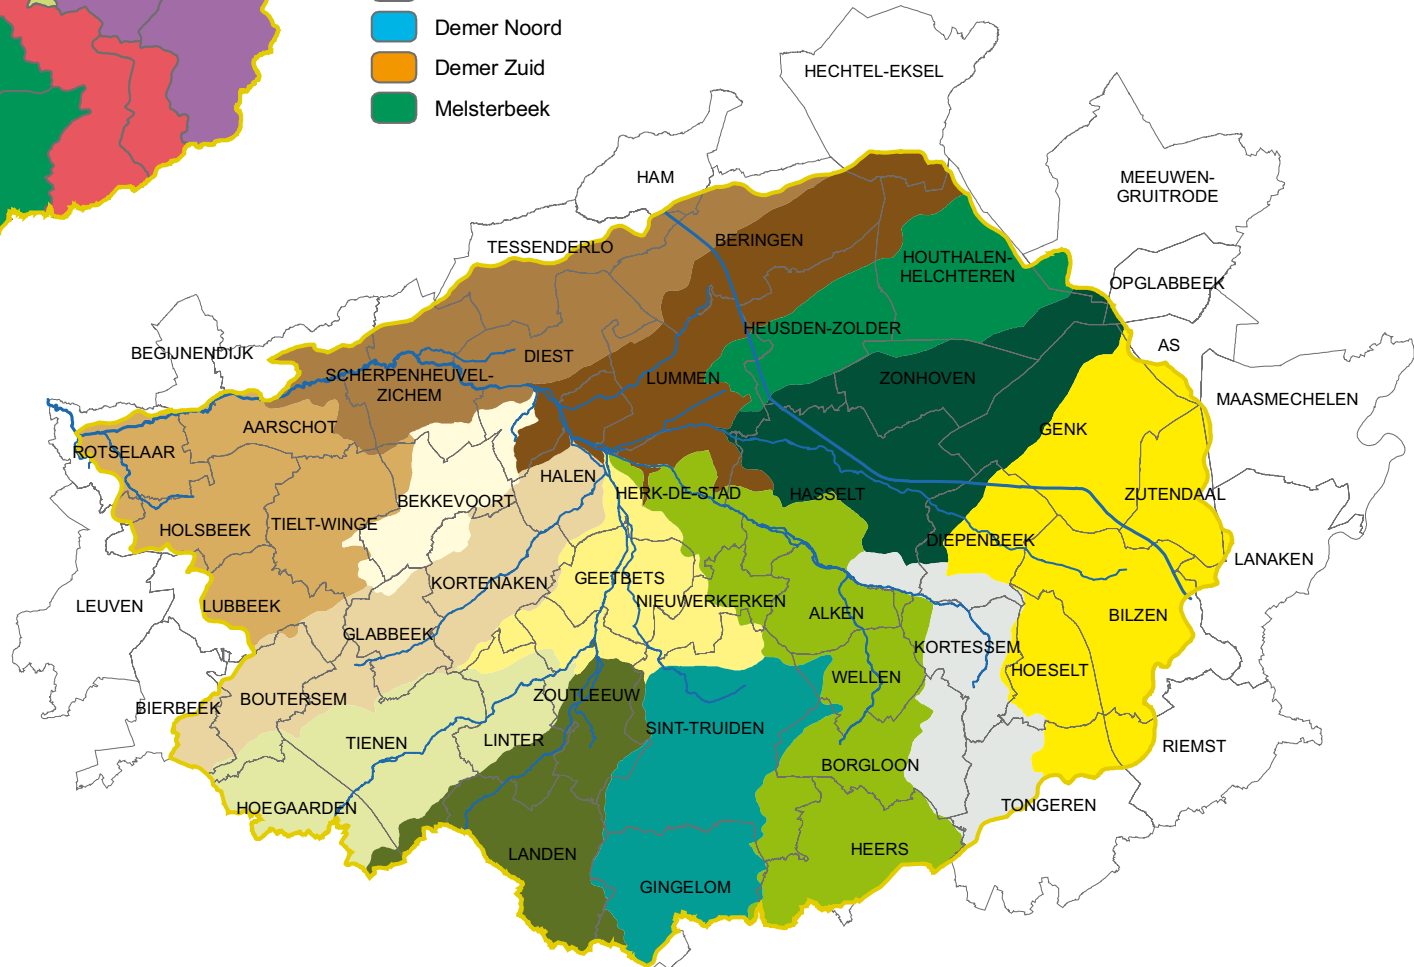 Demer Noord
Demer Zuid
Melsterbeek
HECHTEL-EKSEL
HAM
MEEUWEN-
GRUITRODE
TESSENDERLO
BERINGEN
HOUTHALEN-
HELCHTEREN
OPGLABBEEK
HEUSDEN-ZOLDER
BEGIJNENDIJK
DIEST
AS
SCHERPENHEUVEL-
ZICHEM
LUMMEN
ZONHOVEN
MAASMECHELEN
AARSCHOT
GENK
ROTSELAAR
HALEN
HERK-DE-STAD
HASSELT
ZUTENDAAL
BEKKEVOORT
HOLSBEEK
TIELT-WINGE
DIEPENBEEK
LANAKEN
KORTENAKEN
GEETBETS
NIEUWERKERKEN
LEUVEN
LUBBEEK
ALKEN
BILZEN
GLABBEEK
KORTESSEM
HOESELT
WELLEN
BIERBEEK
BOUTERSEM
ZOUTLEEUW
SINT-TRUIDEN
TIENEN
LINTER
RIEMST
BORGLOON
HOEGAARDEN
TONGEREN
LANDEN
HEERS
GINGELOM